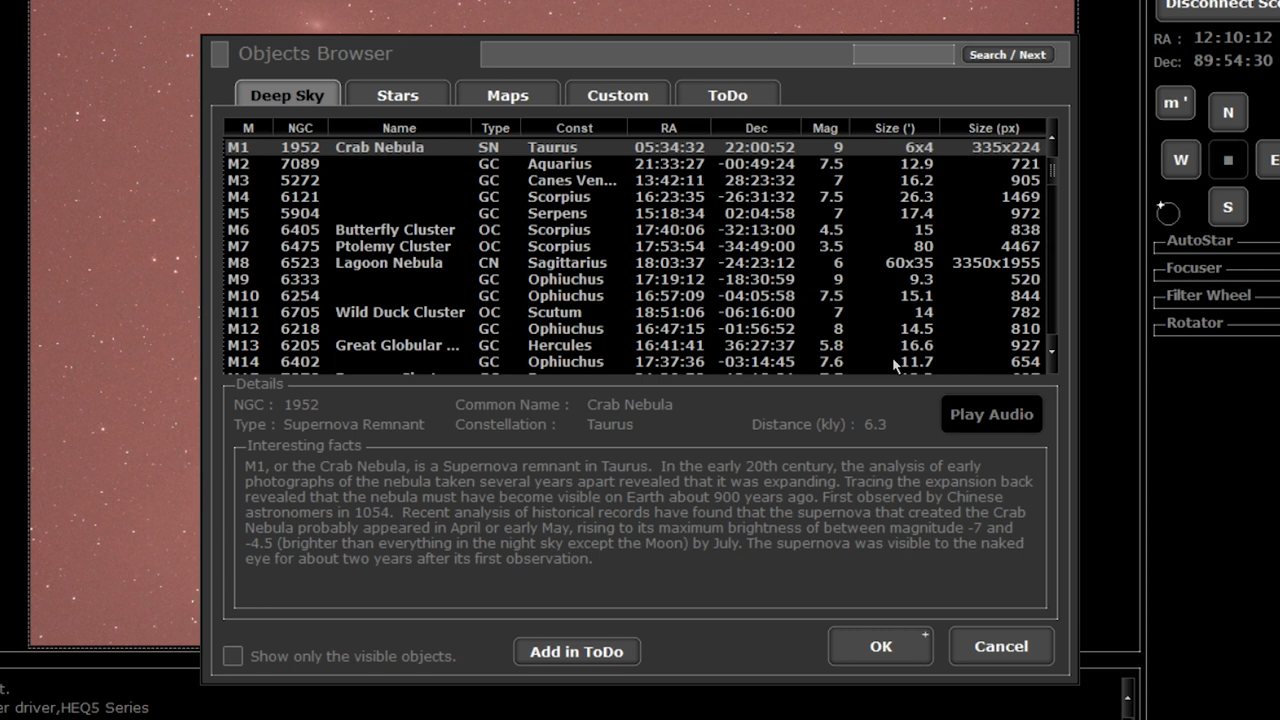 Disconnect Sc
Objects Browser
Search / Next
RA : 12:10:12
Dec: 89:54:30
Deep Sky Stars Maps Custom ToDo
m ' N
W E
S
M NGC Name Type Const RA Dec Mag Size (') Size (px)
M1 1952 Crab Nebula SN Taurus 05:34:32 22:00:52 9 6x4 335x224
M2 7089 GC Aquarius 21:33:27 -00:49:24 7.5 12.9 721
M3 5272 GC Canes Ven... 13:42:11 28:23:32 7 16.2 905
M4 6121 GC Scorpius 16:23:35 -26:31:32 7.5 26.3 1469
M5 5904 GC Serpens 15:18:34 02:04:58 7 17.4 972
M6 6405 Butterfly Cluster OC Scorpius 17:40:06 -32:13:00 4.5 15 838
M7 6475 Ptolemy Cluster OC Scorpius 17:53:54 -34:49:00 3.5 80 4467
M8 6523 Lagoon Nebula CN Sagittarius 18:03:37 -24:23:12 6 60x35 3350x1955
M9 6333 GC Ophiuchus 17:19:12 -18:30:59 9 9.3 520
M10 6254 GC Ophiuchus 16:57:09 -04:05:58 7.5 15.1 844
M11 6705 Wild Duck Cluster OC Scutum 18:51:06 -06:16:00 7 14 782
M12 6218 GC Ophiuchus 16:47:15 -01:56:52 8 14.5 810
M13 6205 Great Globular ... GC Hercules 16:41:41 36:27:37 5.8 16.6 927
M14 6402 GC Ophiuchus 17:37:36 -03:14:45 7.6 11.7 654
AutoStar
Focuser
Filter Wheel
Rotator
Details
NGC : 1952 Common Name : Crab Nebula
Type : Supernova Remnant Constellation : Taurus Distance (kly) : 6.3
Play Audio
Interesting facts
M1, or the Crab Nebula, is a Supernova remnant in Taurus. In the early 20th century, the analysis of early
photographs of the nebula taken several years apart revealed that it was expanding. Tracing the expansion back
revealed that the nebula must have become visible on Earth about 900 years ago. First observed by Chinese
astronomers in 1054. Recent analysis of historical records have found that the supernova that created the Crab
Nebula probably appeared in April or early May, rising to its maximum brightness of between magnitude -7 and
-4.5 (brighter than everything in the night sky except the Moon) by July. The supernova was visible to the naked
eye for about two years after its first observation.
Show only the visible objects.
Add in ToDo
OK
Cancel
t.
er driver,HEQ5 Series